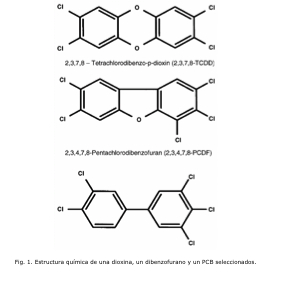 Cl O Cl
Cl O Cl
2,3,7,8 – Tetrachlorodibenzo-p-dioxin (2,3,7,8-TCDD)
Cl Cl
Cl O Cl
Cl
2,3,4,7,8-Pentachlorodibenzofuran (2,3,4,7,8-PCDF)
Cl Cl
Cl Cl
Cl
Fig. 1. Estructura química de una dioxina, un dibenzofurano y un PCB seleccionados.